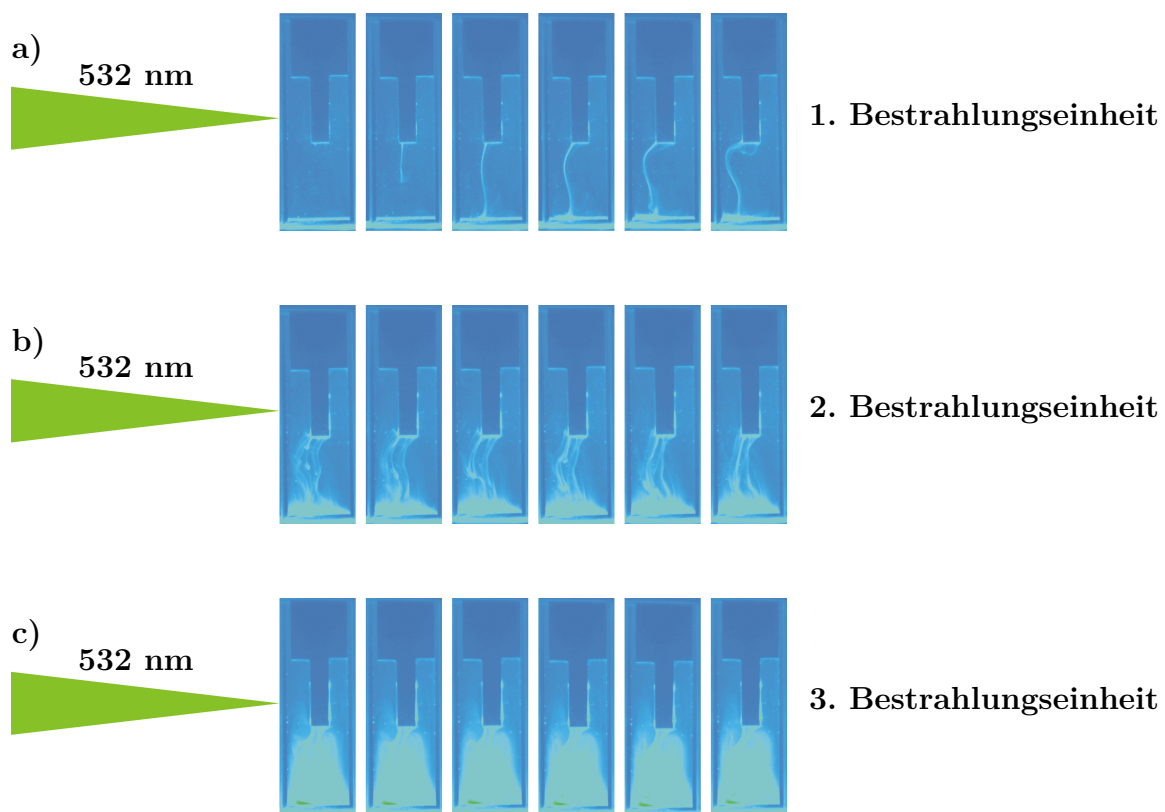 a)
532 nm
1. Bestrahlungseinheit
b)
532 nm
2. Bestrahlungseinheit
c)
532 nm
3. Bestrahlungseinheit